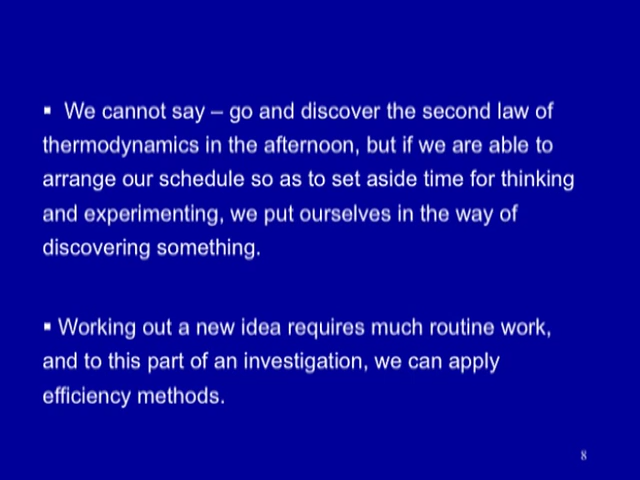 ▪ We cannot say – go and discover the second law of
thermodynamics in the afternoon, but if we are able to
arrange our schedule so as to set aside time for thinking
and experimenting, we put ourselves in the way of
discovering something.
▪ Working out a new idea requires much routine work,
and to this part of an investigation, we can apply
efficiency methods.
8